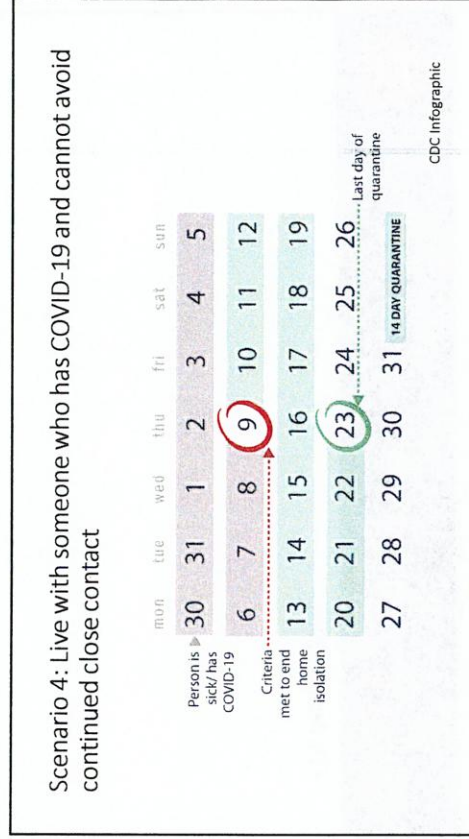 Scenario 4: Live with someone who has COVID-19 and cannot avoid
continued close contact
mon tue wed thu fri sat sun
Person is
sick/ has
COVID-19
30 31 1 2 3 4 5
6 7 8 9 10 11 12
Criteria
met to end
home
isolation
13 14 15 16 17 18 19
20 21 22 23 24 25 26
Last day of
quarantine
27 28 29 30 31 14 DAY QUARANTINE
CDC Infographic